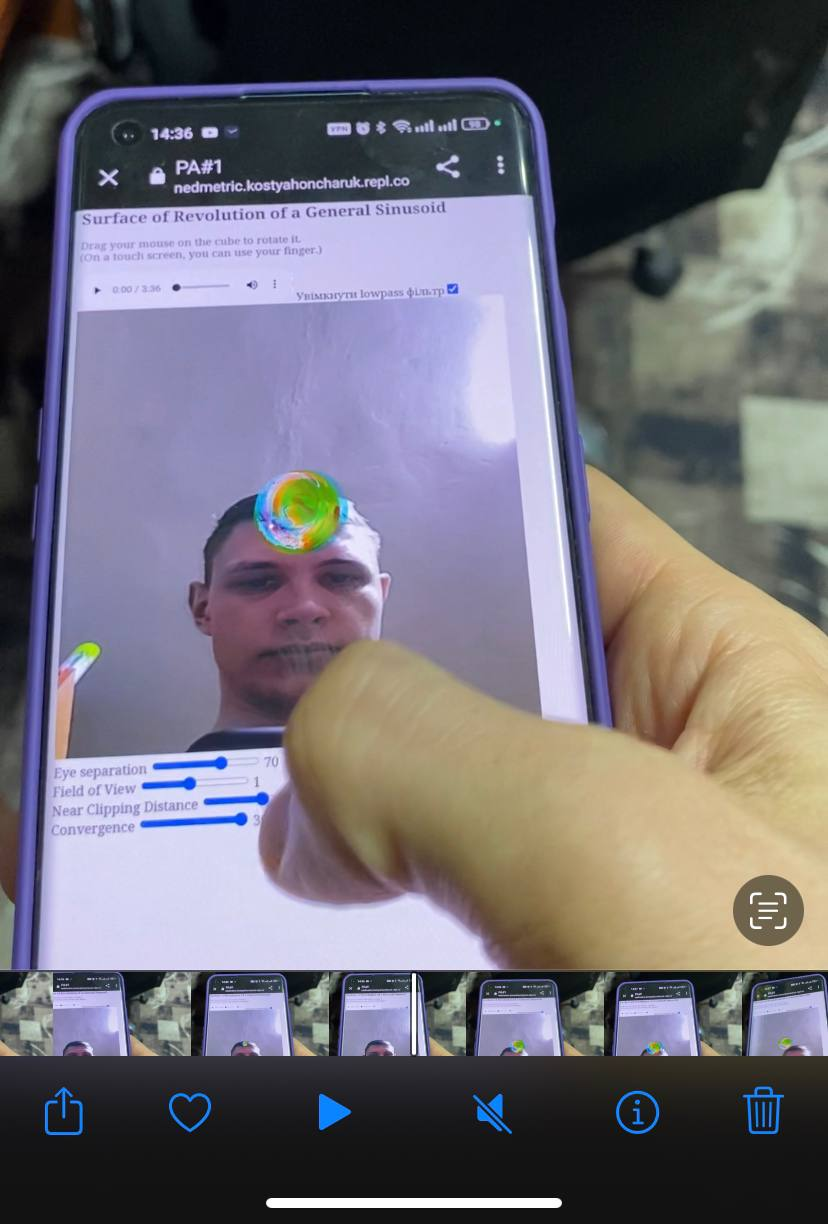 14:36
VPN
98
PA#1
nedmetric.kostyahoncharuk.repl.co
Surface of Revolution of a General Sinusoid
Drag your mouse on the cube to rotate it.
(On a touch screen, you can use your finger.)
0:00 / 3:36
Увімкнути lowpass фільтр
Eye separation 70
Field of View 1
Near Clipping Distance
Convergence